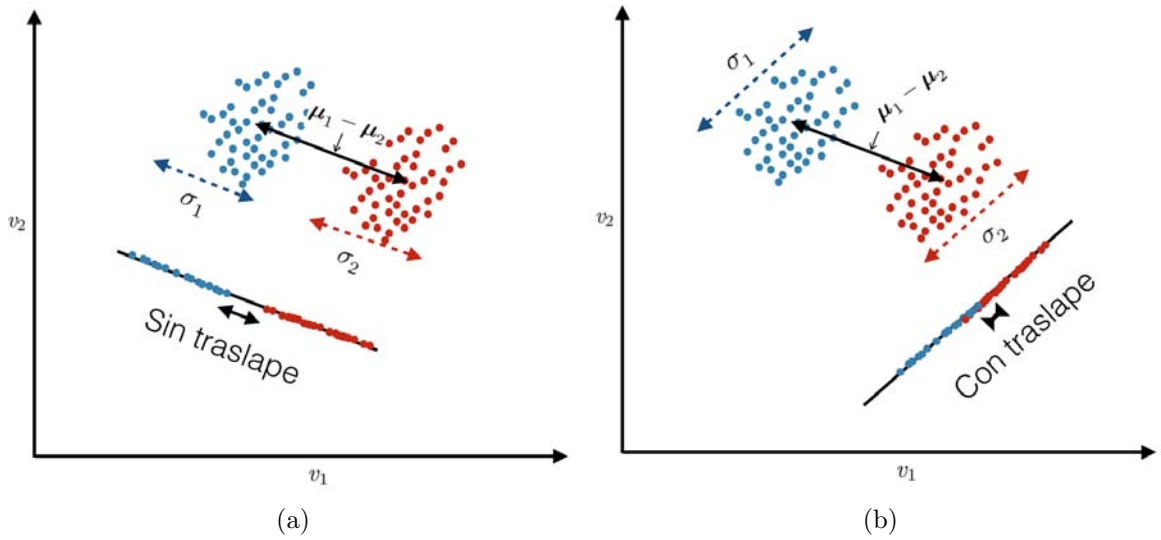 v₂
σ₁
μ₁ − μ₂
σ₂
Sin traslape
v₁
(a)
v₂
σ₁
μ₁ − μ₂
σ₂
Con traslape
v₁
(b)